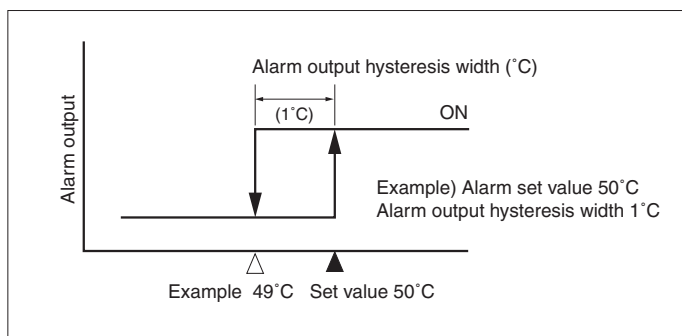 Alarm output hysteresis width (˚C)
(1˚C)
ON
Alarm output
Example) Alarm set value 50˚C
Alarm output hysteresis width 1˚C
Example 49˚C Set value 50˚C